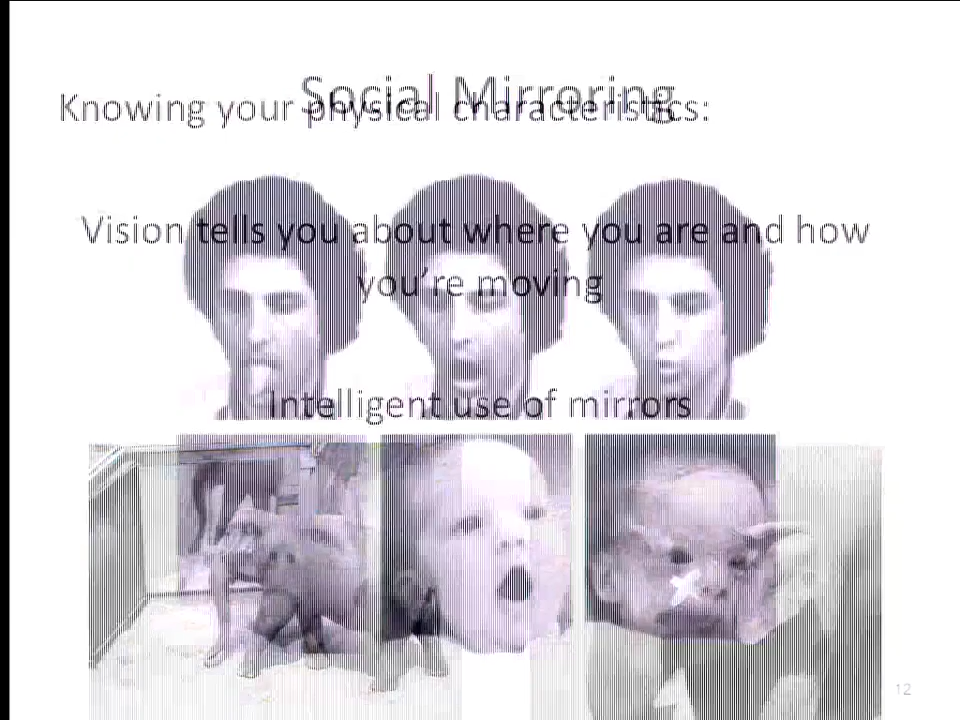 Social Mirroring
Knowing your physical characteristics:
Vision tells you about where you are and how
you're moving
intelligent use of mirrors
12